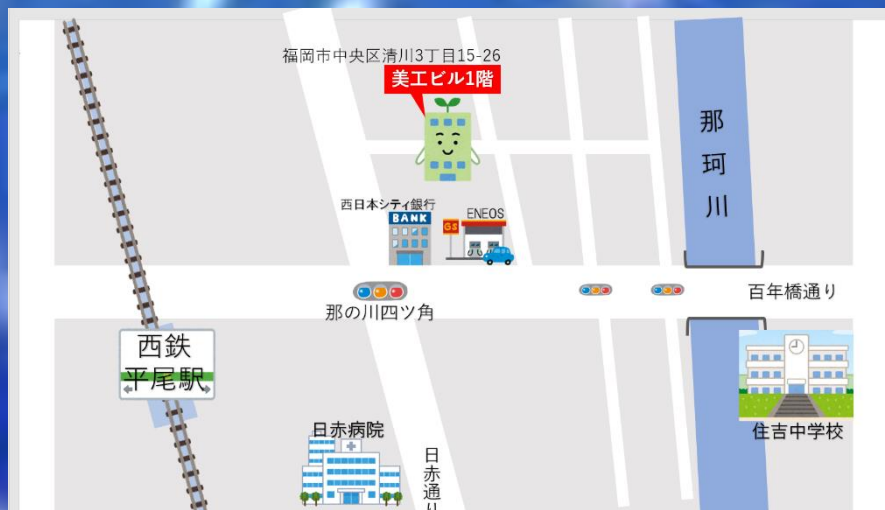 福岡市中央区清川3丁目15-26
美工ビル1階
那珂川
西日本シティ銀行
BANK
ENEOS
GS
那の川四ツ角
百年橋通り
西鉄
平尾駅
住吉中学校
日赤病院
日赤通り